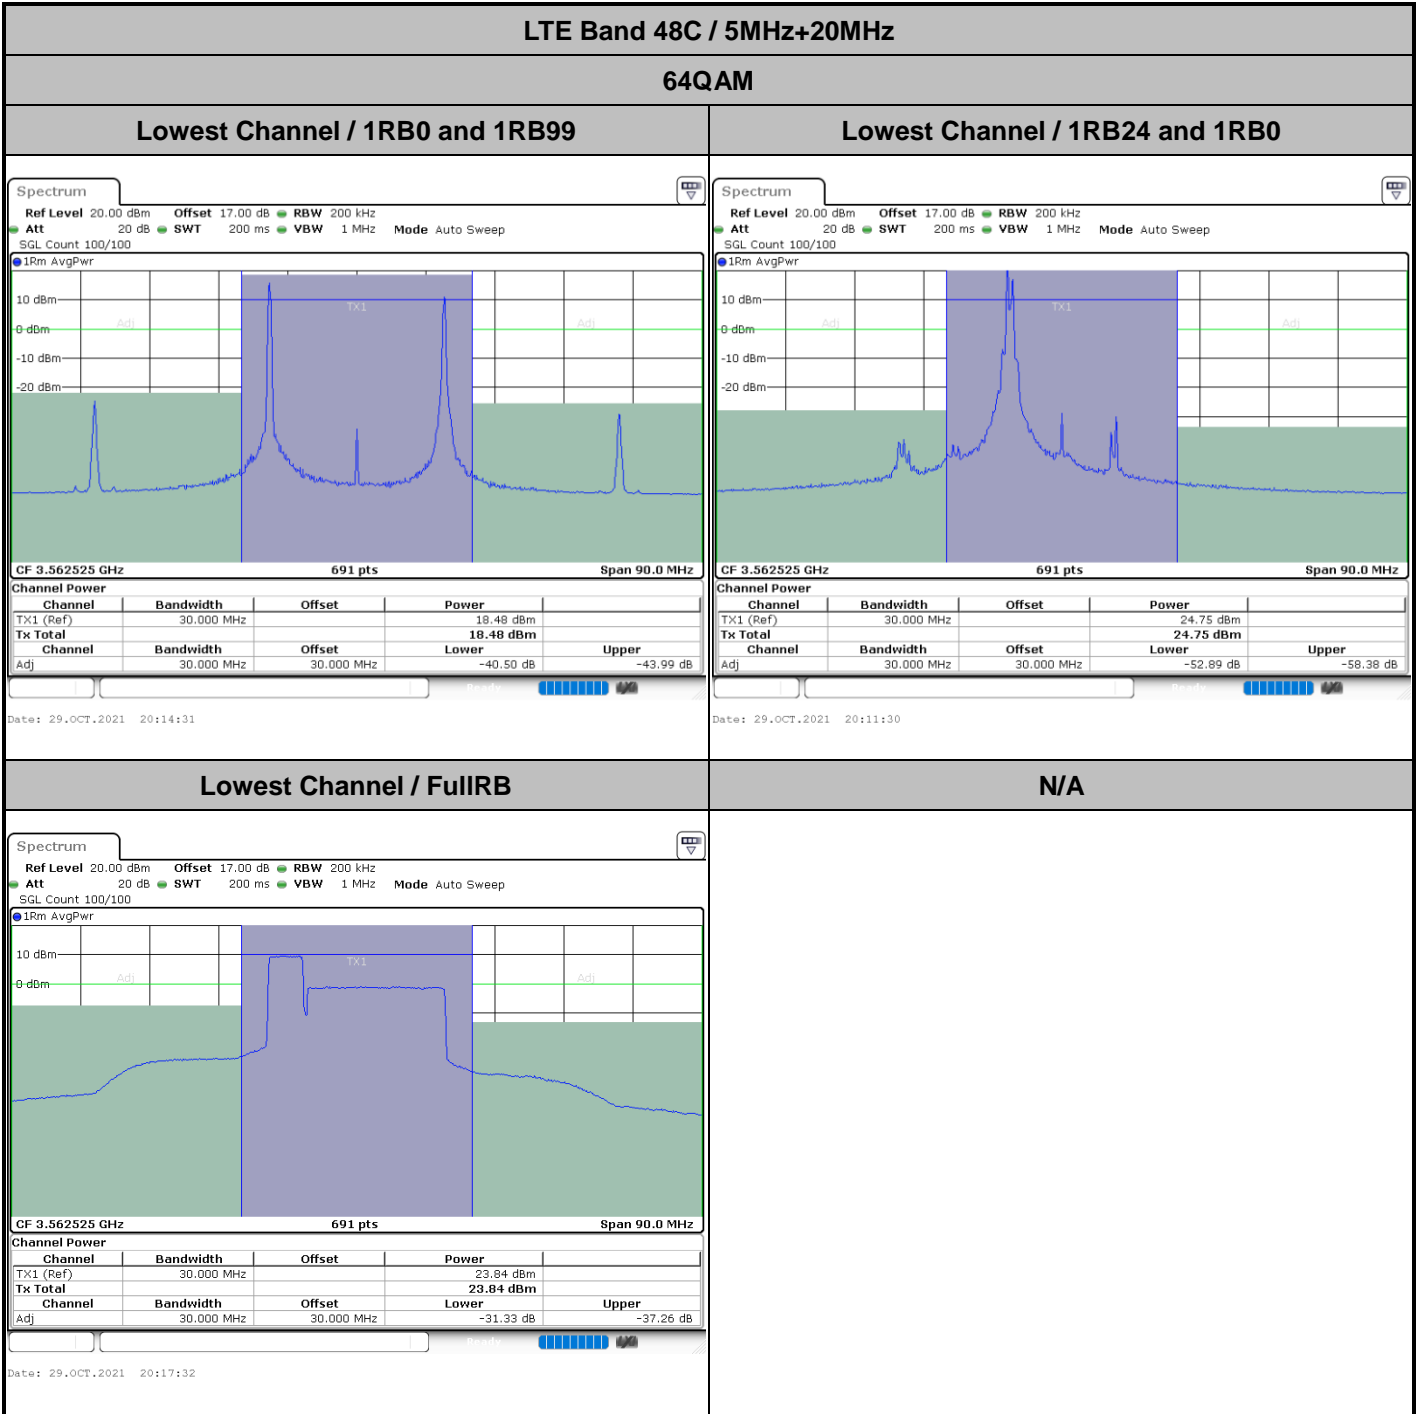 LTE Band 48C / 5MHz+20MHz
64QAM
Lowest Channel / 1RB0 and 1RB99
Lowest Channel / 1RB24 and 1RB0
Spectrum
Ref Level 20.00 dBm Offset 17.00 dB RBW 200 kHz
Att 20 dB SWT 200 ms VBW 1 MHz Mode Auto Sweep
SGL Count 100/100
1Rm AvgPwr
10 dBm
TX1
Adj
Adj
0 dBm
-10 dBm
-20 dBm
CF 3.562525 GHz 691 pts Span 90.0 MHz
Channel Power
Channel Bandwidth Offset Power
TX1 (Ref) 30.000 MHz 18.48 dBm
Tx Total 18.48 dBm
Channel Bandwidth Offset Lower Upper
Adj 30.000 MHz 30.000 MHz -40.50 dB -43.99 dB
Ready
Date: 29.OCT.2021 20:14:31
Spectrum
Ref Level 20.00 dBm Offset 17.00 dB RBW 200 kHz
Att 20 dB SWT 200 ms VBW 1 MHz Mode Auto Sweep
SGL Count 100/100
1Rm AvgPwr
10 dBm
TX1
Adj
Adj
0 dBm
-10 dBm
-20 dBm
CF 3.562525 GHz 691 pts Span 90.0 MHz
Channel Power
Channel Bandwidth Offset Power
TX1 (Ref) 30.000 MHz 24.75 dBm
Tx Total 24.75 dBm
Channel Bandwidth Offset Lower Upper
Adj 30.000 MHz 30.000 MHz -52.89 dB -58.38 dB
Ready
Date: 29.OCT.2021 20:11:30
Lowest Channel / FullRB
N/A
Spectrum
Ref Level 20.00 dBm Offset 17.00 dB RBW 200 kHz
Att 20 dB SWT 200 ms VBW 1 MHz Mode Auto Sweep
SGL Count 100/100
1Rm AvgPwr
10 dBm
TX1
Adj
Adj
0 dBm
CF 3.562525 GHz 691 pts Span 90.0 MHz
Channel Power
Channel Bandwidth Offset Power
TX1 (Ref) 30.000 MHz 23.84 dBm
Tx Total 23.84 dBm
Channel Bandwidth Offset Lower Upper
Adj 30.000 MHz 30.000 MHz -31.33 dB -37.26 dB
Ready
Date: 29.OCT.2021 20:17:32